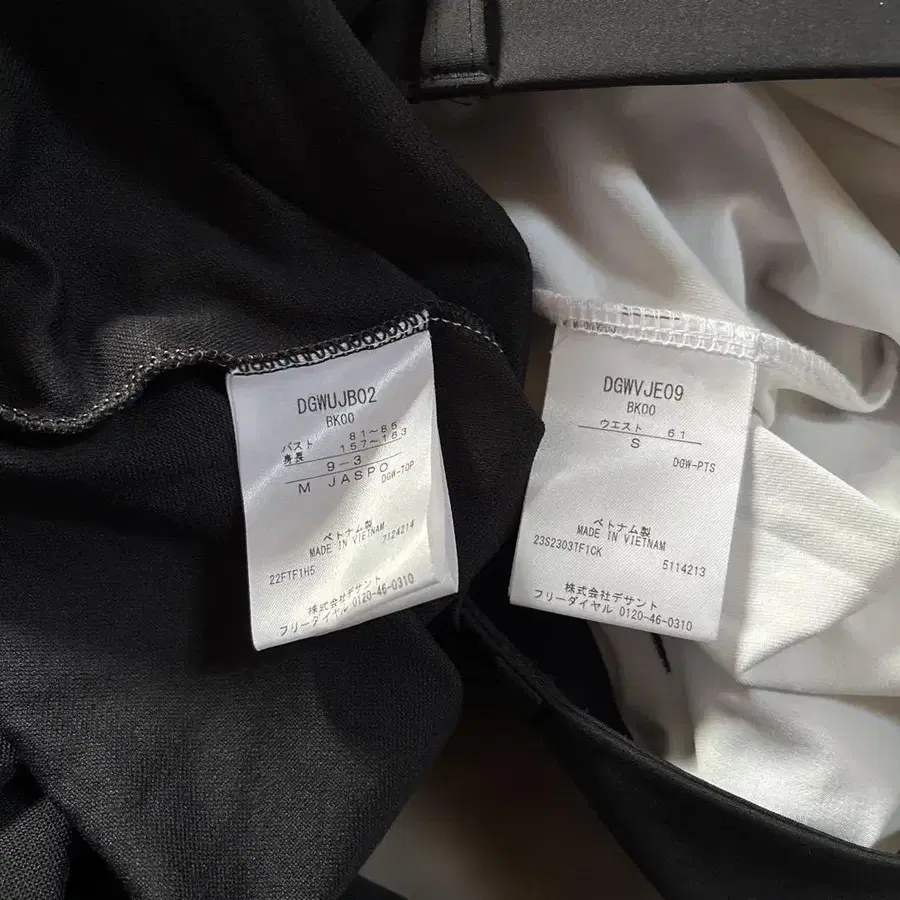 DGWUJB02
BK00
バスト 81~85
身長 157~163
9-3
M JASPO
DGW-TOP
ベトナム製
MADE IN VIETNAM
7124214
22FTF1H5
株式会社デサント
フリーダイヤル 0120-46-0310
DGWVJE09
BK00
ウエスト 61
S
DGW-PTS
ベトナム製
MADE IN VIETNAM
23S2303TF1CK
5114213
株式会社デサント
フリーダイヤル 0120-46-0310